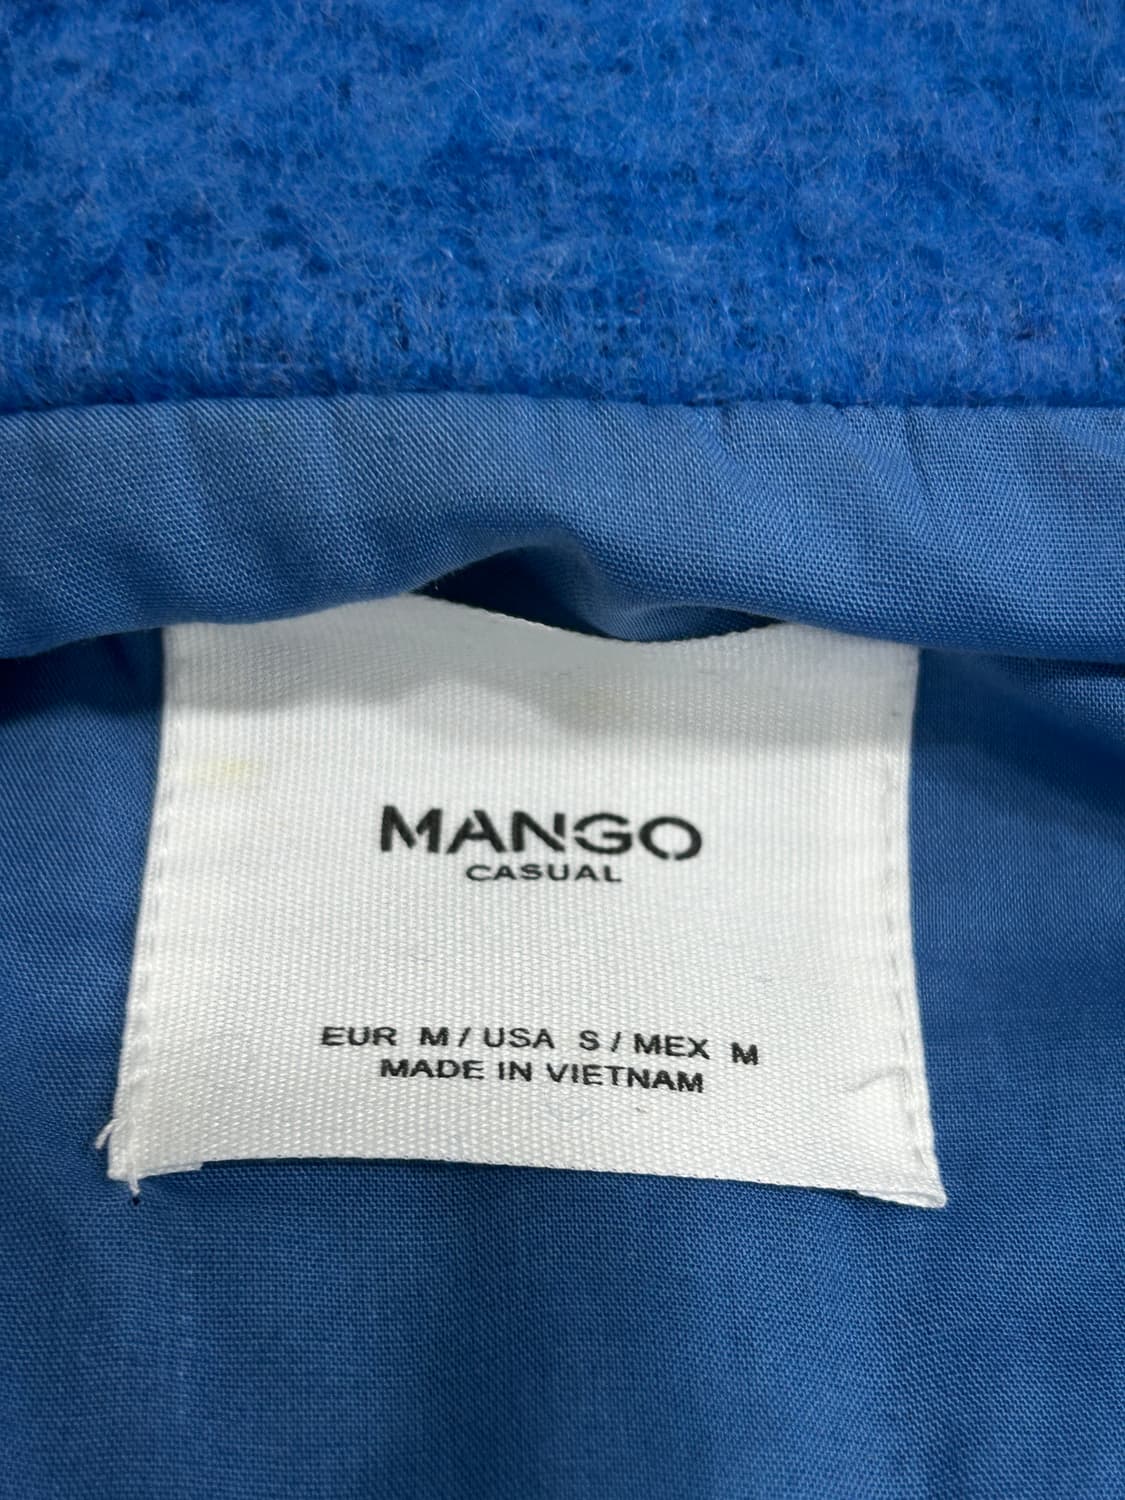 MANGO
CASUAL
EUR M / USA S / MEX M
MADE IN VIETNAM